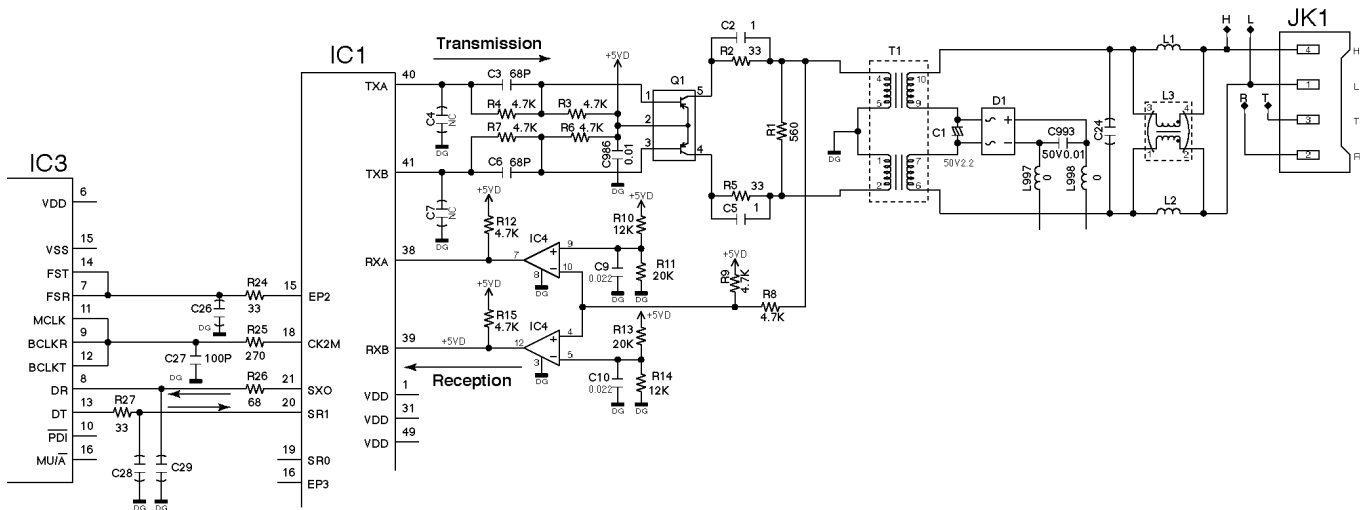 JK1
C2 1
R2 33
H L
L1
4 H
T1
IC1
Transmission
+5VD
40
TXA
C3 68P
Q1
5
4 10
1 L
R4 4.7K R3 4.7K
1
5 9
D1
L3
3 4
R T
C4 NC
2
R1 560
C1
50V2.2
+
−
C993
50V0.01
C24
3 T
R7 4.7K R6 4.7K
3
DG
DG
4
1 7
1 2
2 R
IC3
41
TXB
C6 68P
C986 0.01
R5 33
2 6
L997 0
L998 0
6
VDD
DG
C5 1
L2
C7 NC
+5VD
+5VD
R12
4.7K
R10
12K
DG
15
VSS
14
FST
38
RXA
IC4
7
+
−
9
10
8
DG
C9
0.022
R11
20K
+5VD
R9
4.7K
7
FSR
R24
33
15
EP2
+5VD
DG
DG
R8
4.7K
11
MCLK
C26
DG
R15
4.7K
+5VD
R13
20K
9
BCLKR
R25
270
18
CK2M
39
RXB
+5VD
IC4
12
+
−
4
5
3
DG
12
BCLKT
C27 100P
DG
Reception
C10
0.022
R14
12K
8
DR
R26
68
21
SXO
1
VDD
DG
DG
13
DT
R27
33
20
SR1
31
VDD
10
PDI
49
VDD
16
MU/A
C28
C29
19
SR0
16
EP3
DG
DG